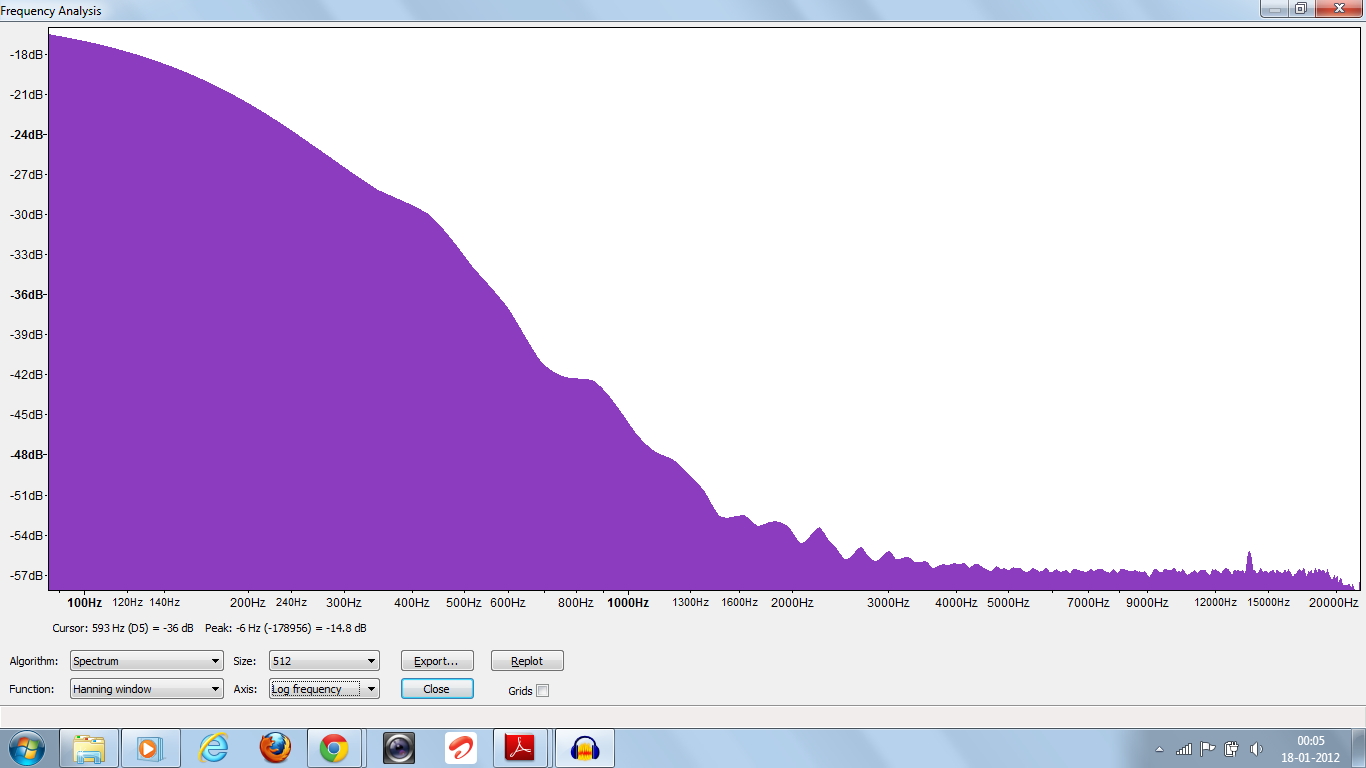 Frequency Analysis
-18dB
-21dB
-24dB
-27dB
-30dB
-33dB
-36dB
-39dB
-42dB
-45dB
-48dB
-51dB
-54dB
-57dB
100Hz 120Hz 140Hz 200Hz 240Hz 300Hz 400Hz 500Hz 600Hz 800Hz 1000Hz 1300Hz 1600Hz 2000Hz 3000Hz 4000Hz 5000Hz 7000Hz 9000Hz 12000Hz 15000Hz 20000Hz
Cursor: 593 Hz (D5) = -36 dB Peak: -6 Hz (-178956) = -14.8 dB
Algorithm: Spectrum Size: 512 Export... Replot
Function: Hanning window Axis: Log frequency Close Grids
00:05
18-01-2012